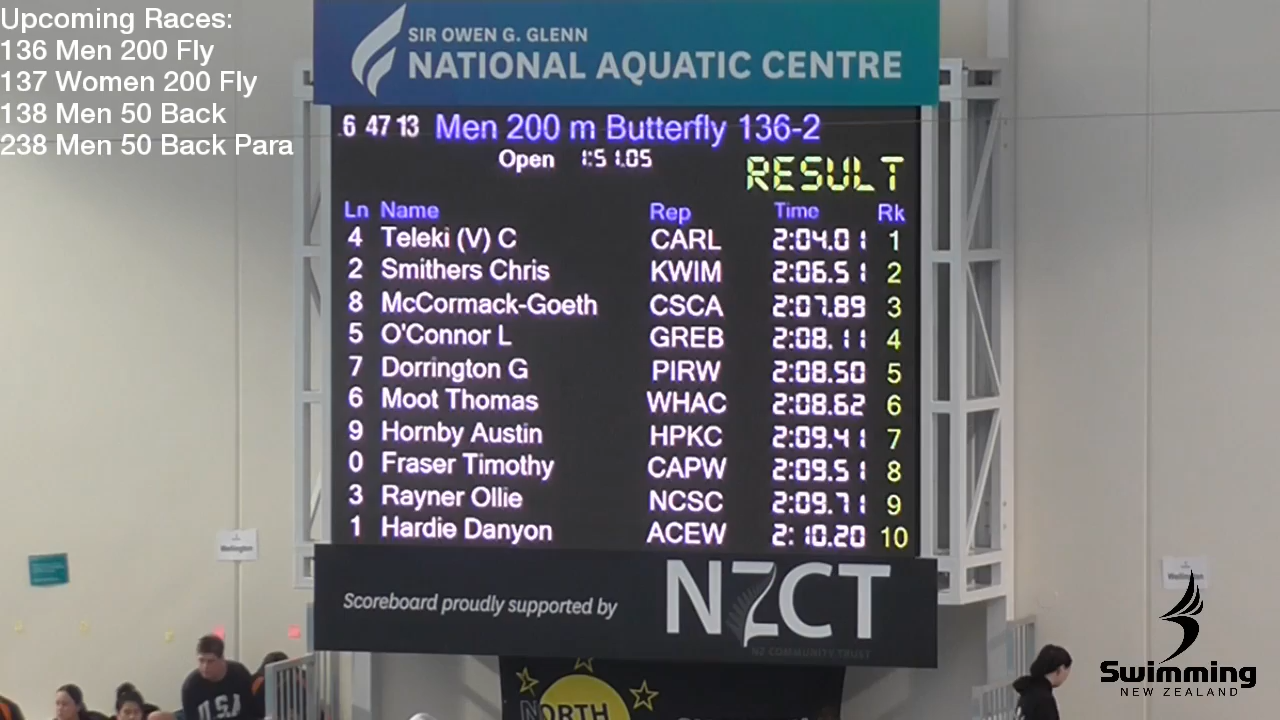 Upcoming Races:
136 Men 200 Fly
137 Women 200 Fly
138 Men 50 Back
238 Men 50 Back Para
SIR OWEN G. GLENN
NATIONAL AQUATIC CENTRE
6 47 13 Men 200 m Butterfly 136-2
Open 1:51.05
RESULT
Ln Name Rep Time Rk
4 Teleki (V) C CARL 2:04.01 1
2 Smithers Chris KWIM 2:06.51 2
8 McCormack-Goeth CSCA 2:07.89 3
5 O'Connor L GREB 2:08.11 4
7 Dorrington G PIRW 2:08.50 5
6 Moot Thomas WHAC 2:08.62 6
9 Hornby Austin HPKC 2:09.41 7
0 Fraser Timothy CAPW 2:09.51 8
3 Rayner Ollie NCSC 2:09.71 9
1 Hardie Danyon ACEW 2:10.20 10
Scoreboard proudly supported by
NZCT
NZ COMMUNITY TRUST
Wellington
USA
NORTH
Swimming
NEW ZEALAND